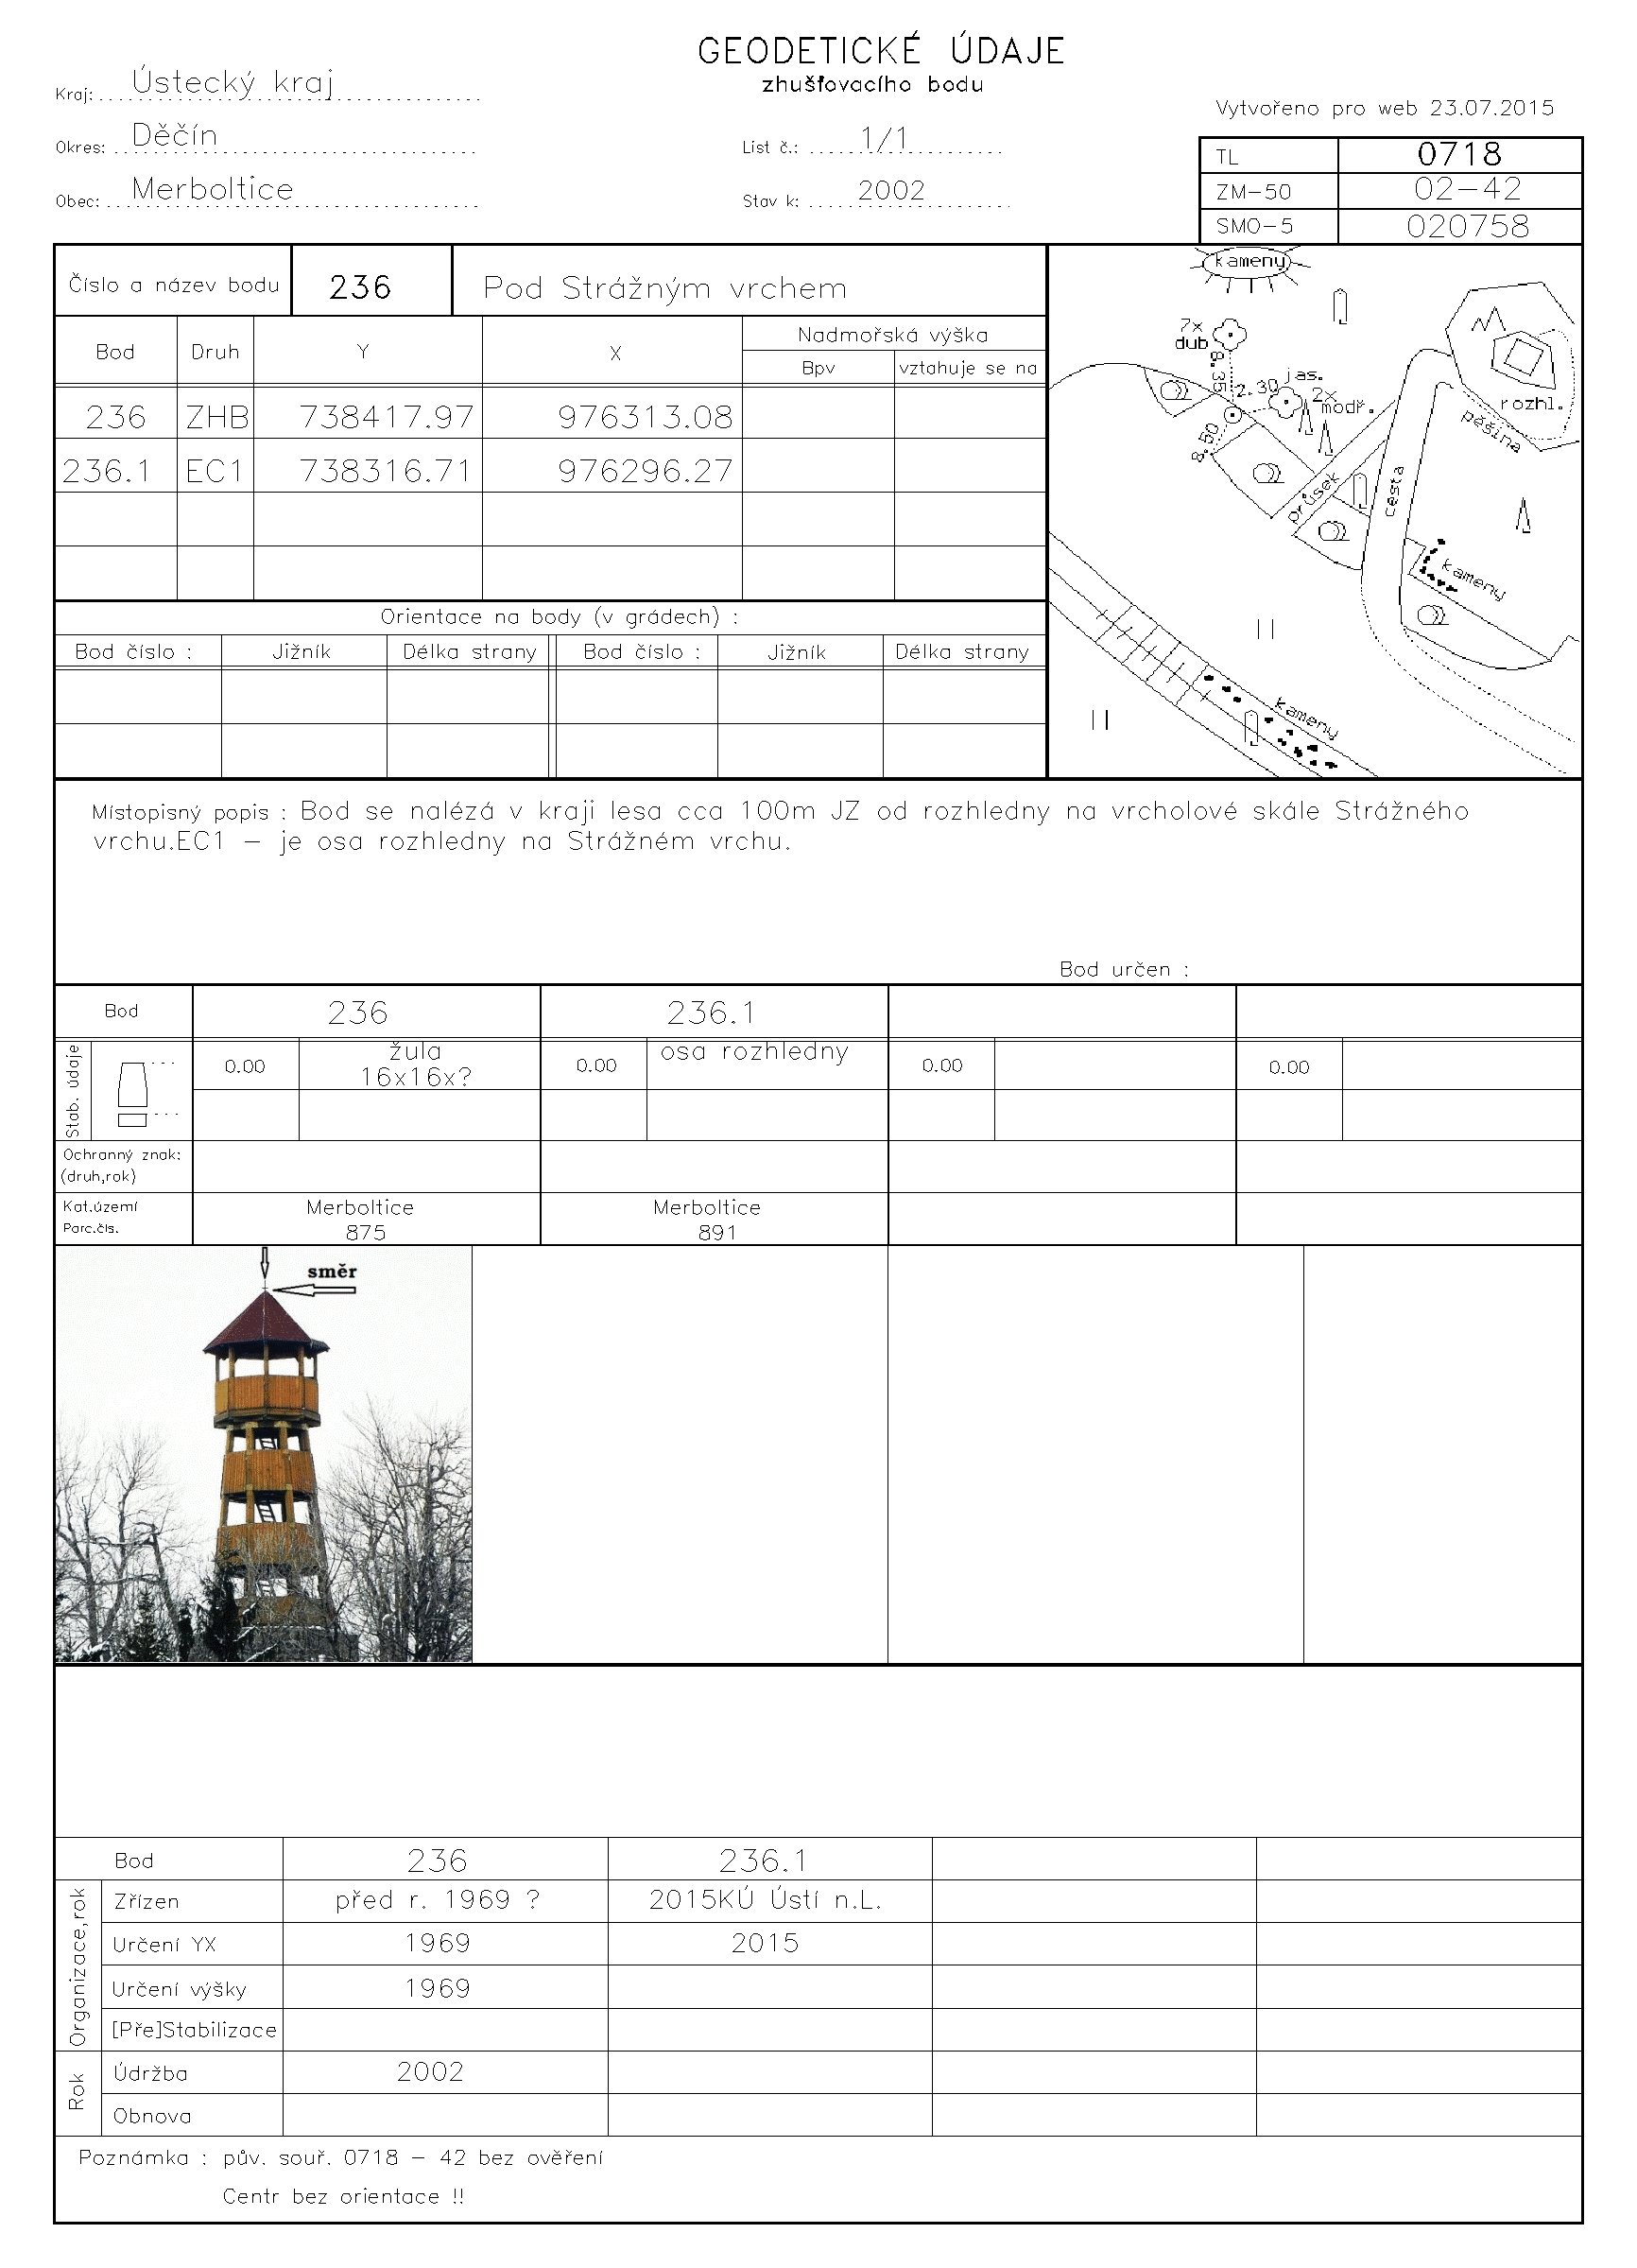 GEODETICKÉ ÚDAJE
zhušťovacího bodu
Kraj: Ústecký kraj
Vytvořeno pro web 23.07.2015
Okres: Děčín
List č.: 1/1
TL 0718
Obec: Merboltice
Stav k: 2002
ZM-50 02-42
SMO-5 020758
Číslo a název bodu 236 Pod Strážným vrchem
Bod Druh Y X Nadmořská výška
Bpv vztahuje se na
236 ZHB 738417.97 976313.08
236.1 EC1 738316.71 976296.27
Orientace na body (v grádech) :
Bod číslo : Jižník Délka strany Bod číslo : Jižník Délka strany
kameny
7x
dub
8.35
2.30
jas.
2x
modř.
8.50
rozhl.
pěšina
průsek
cesta
kameny
kameny
Místopisný popis : Bod se nalézá v kraji lesa cca 100m JZ od rozhledny na vrcholové skále Strážného
vrchu.EC1 – je osa rozhledny na Strážném vrchu.
Bod určen :
Bod 236 236.1
Stab. údaje
0.00 žula 0.00 osa rozhledny 0.00 0.00
16x16x?
Ochranný znak:
(druh,rok)
Kat.území Merboltice Merboltice
Parc.čís. 875 891
směr
Bod 236 236.1
Organizace,rok
Zřízen před r. 1969 ? 2015KÚ Ústí n.L.
Určení YX 1969 2015
Určení výšky 1969
[Pře]Stabilizace
Rok
Údržba 2002
Obnova
Poznámka : pův. souř. 0718 – 42 bez ověření
Centr bez orientace !!